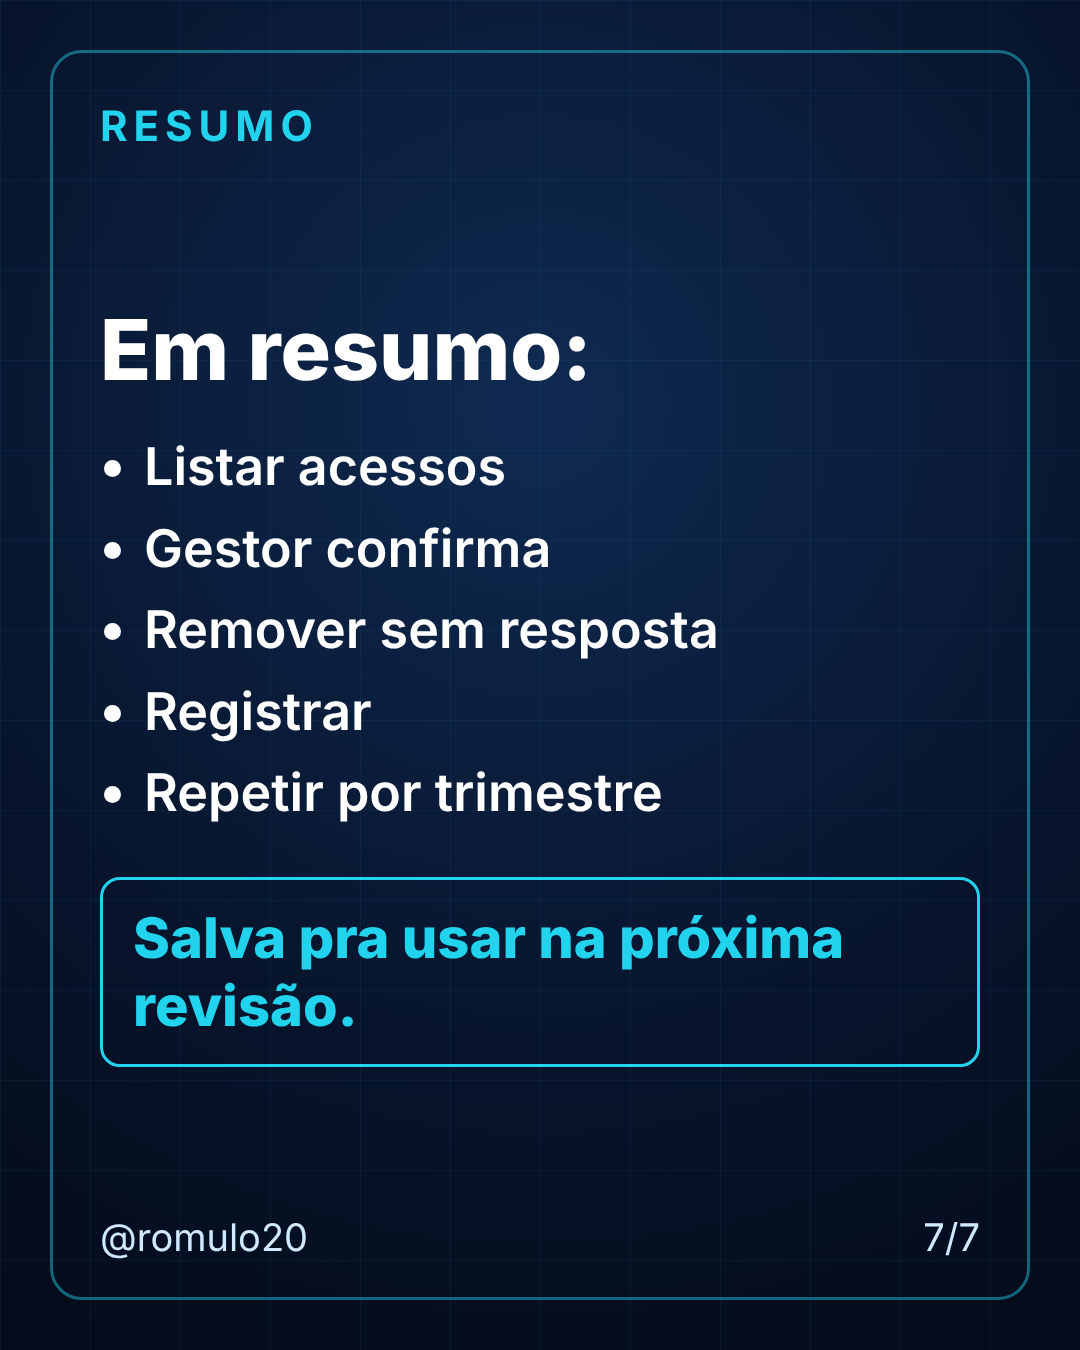 RESUMO
Em resumo:
• Listar acessos
• Gestor confirma
• Remover sem resposta
• Registrar
• Repetir por trimestre
Salva pra usar na próxima
revisão.
@romulo20
7/7